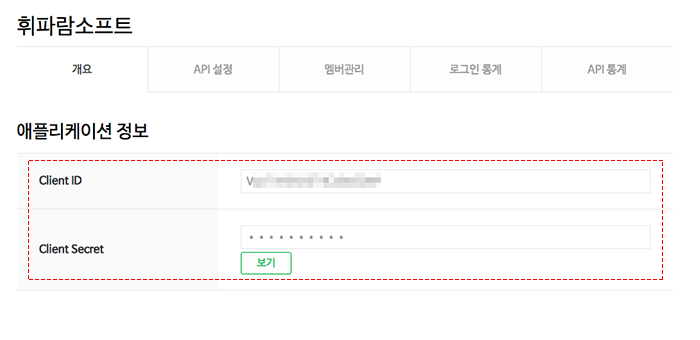 휘파람소프트
개요 API 설정 멤버관리 로그인 통계 API 통계
애플리케이션 정보
Client ID
Client Secret
보기